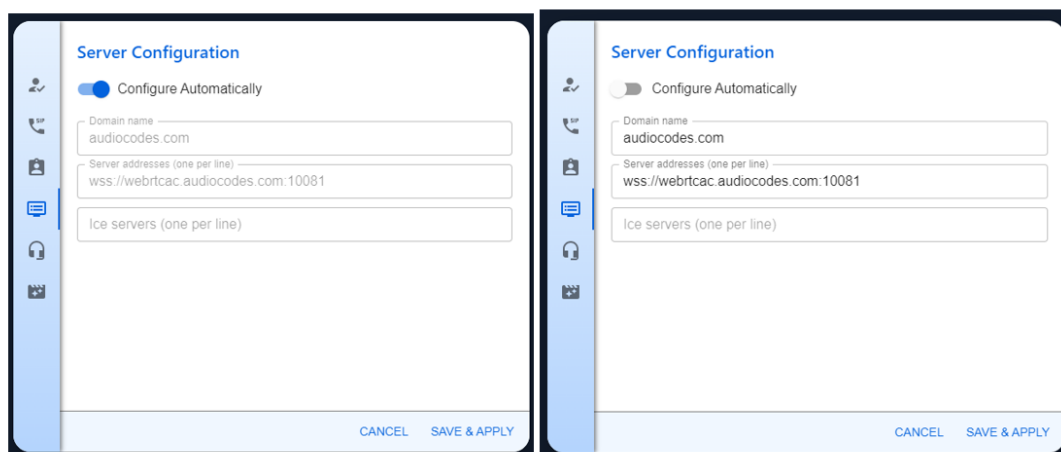 Server Configuration
Configure Automatically
Domain name
audiocodes.com
Server addresses (one per line)
wss://webrtcac.audiocodes.com:10081
Ice servers (one per line)
CANCEL SAVE & APPLY
SIP
Server Configuration
Configure Automatically
Domain name
audiocodes.com
Server addresses (one per line)
wss://webrtcac.audiocodes.com:10081
Ice servers (one per line)
CANCEL SAVE & APPLY
SIP